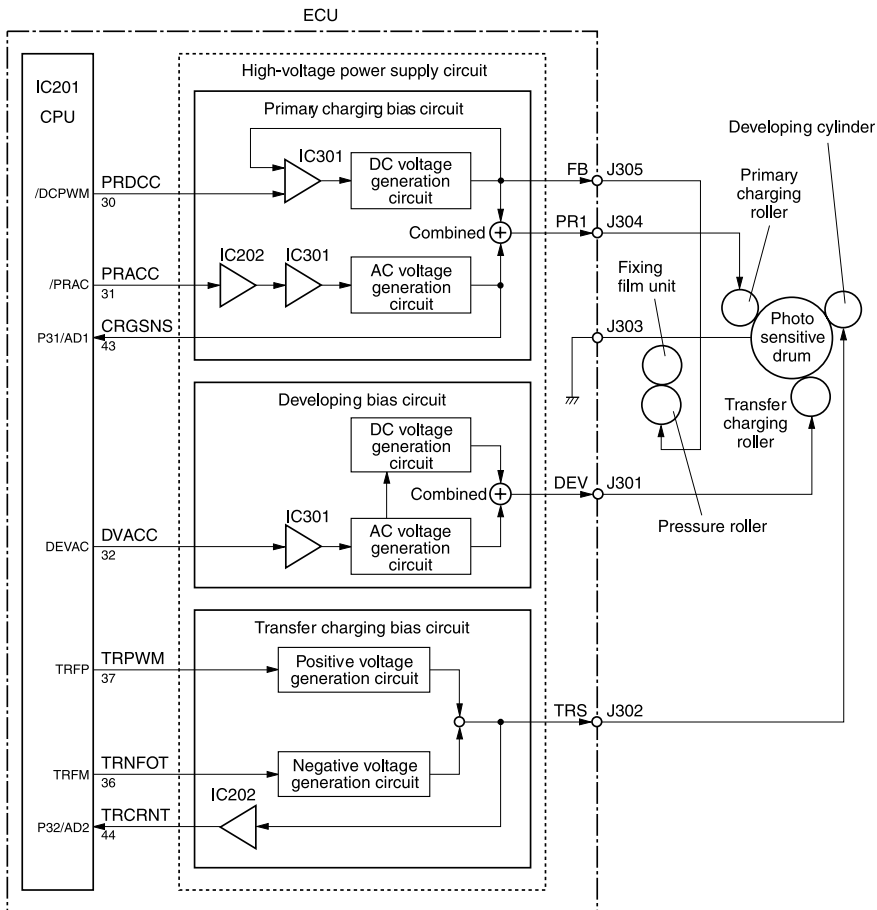 ECU
IC201
CPU
High-voltage power supply circuit
Primary charging bias circuit
IC301
DC voltage
generation
circuit
/DCPWM
PRDCC
30
FB
J305
Combined
PR1
J304
IC202
IC301
AC voltage
generation
circuit
/PRAC
PRACC
31
P31/AD1
CRGSNS
43
J303
Developing cylinder
Primary
charging
roller
Fixing
film unit
Photo
sensitive
drum
Transfer
charging
roller
Pressure roller
Developing bias circuit
DC voltage
generation
circuit
Combined
DEV
J301
IC301
AC voltage
generation
circuit
DEVAC
DVACC
32
Transfer charging bias circuit
TRFP
TRPWM
37
Positive voltage
generation circuit
TRS
J302
TRFM
TRNFOT
36
Negative voltage
generation circuit
IC202
P32/AD2
TRCRNT
44